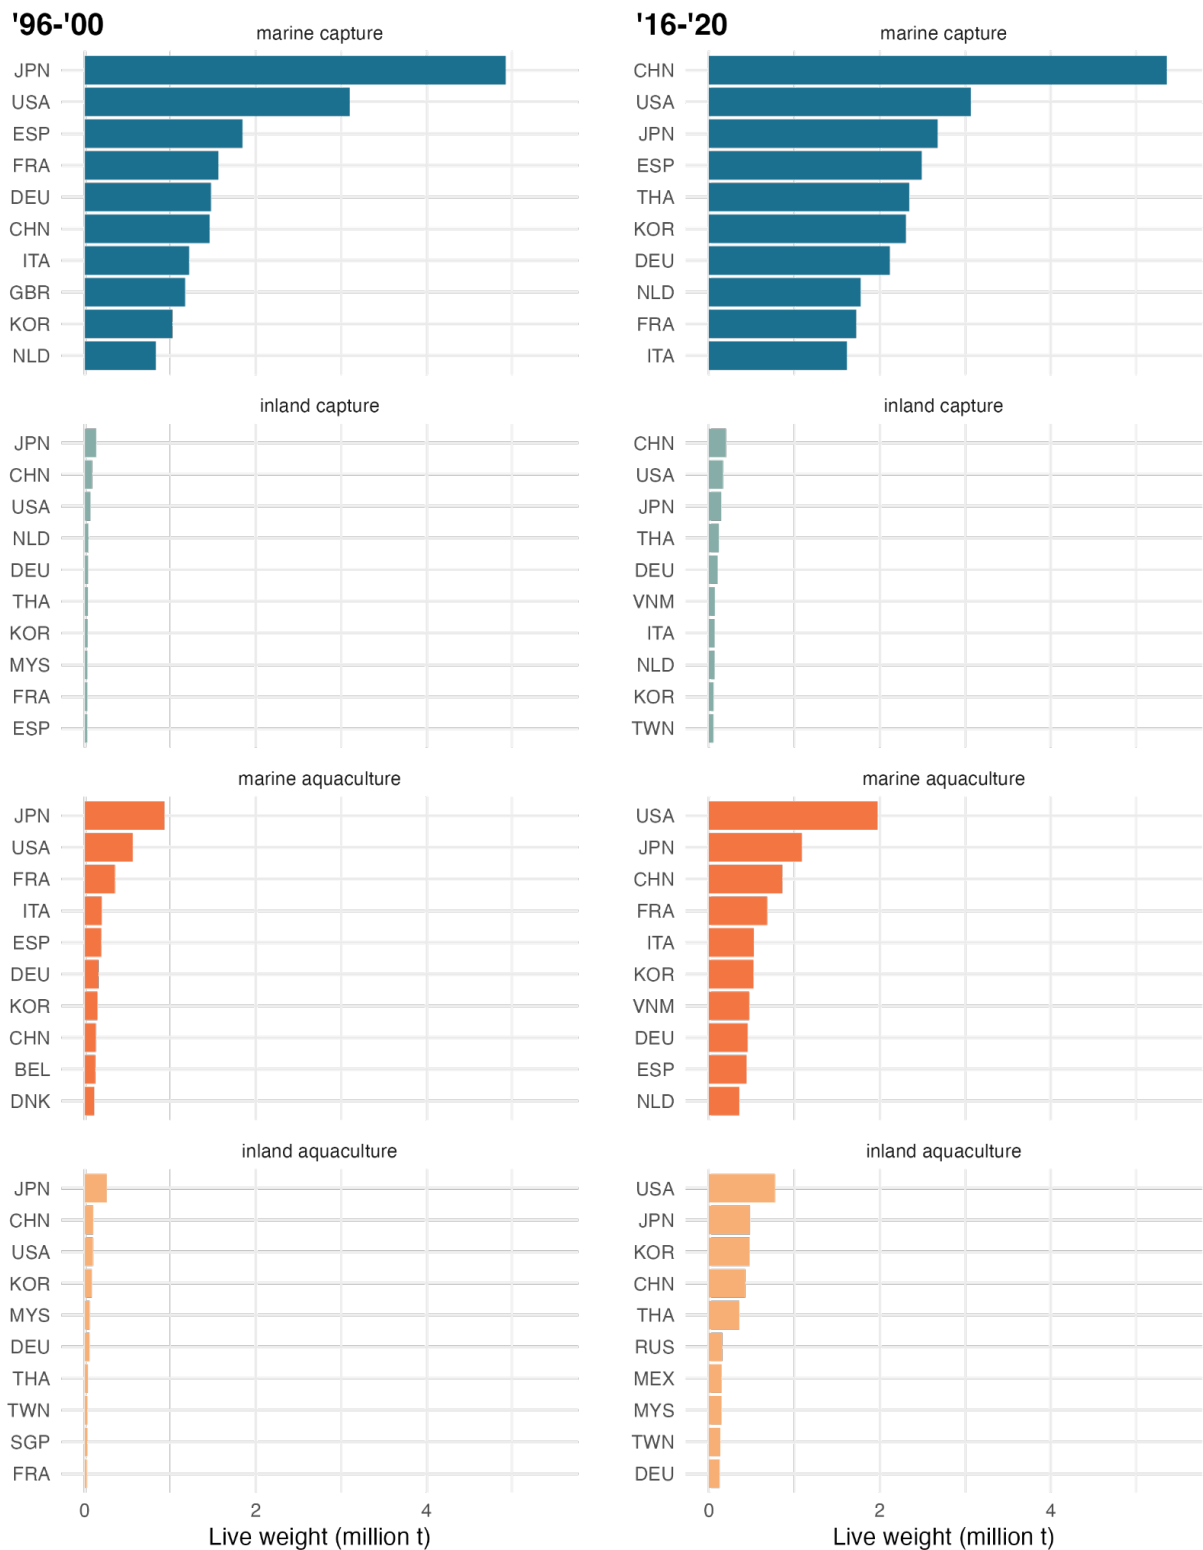 '96-'00
marine capture
JPN
USA
ESP
FRA
DEU
CHN
ITA
GBR
KOR
NLD
inland capture
JPN
CHN
USA
NLD
DEU
THA
KOR
MYS
FRA
ESP
marine aquaculture
JPN
USA
FRA
ITA
ESP
DEU
KOR
CHN
BEL
DNK
inland aquaculture
JPN
CHN
USA
KOR
MYS
DEU
THA
TWN
SGP
FRA
0 2 4
Live weight (million t)
'16-'20
marine capture
CHN
USA
JPN
ESP
THA
KOR
DEU
NLD
FRA
ITA
inland capture
CHN
USA
JPN
THA
DEU
VNM
ITA
NLD
KOR
TWN
marine aquaculture
USA
JPN
CHN
FRA
ITA
KOR
VNM
DEU
ESP
NLD
inland aquaculture
USA
JPN
KOR
CHN
THA
RUS
MEX
MYS
TWN
DEU
0 2 4
Live weight (million t)